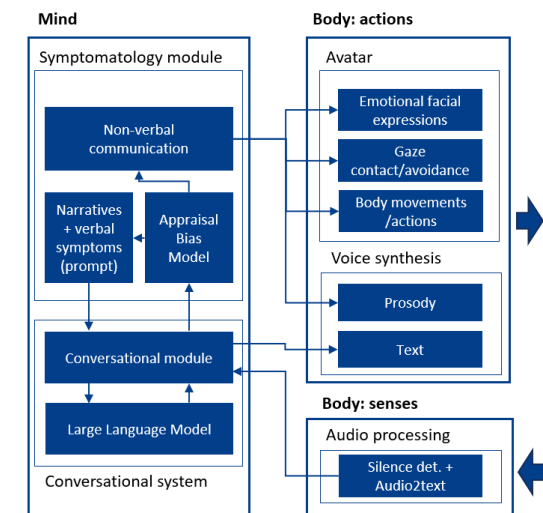 Mind
Symptomatology module
Non-verbal
communication
Narratives
+ verbal
symptoms
(prompt)
Appraisal
Bias
Model
Conversational module
Large Language Model
Conversational system
Body: actions
Avatar
Emotional facial
expressions
Gaze
contact/avoidance
Body movements
/actions
Voice synthesis
Prosody
Text
Body: senses
Audio processing
Silence det. +
Audio2text